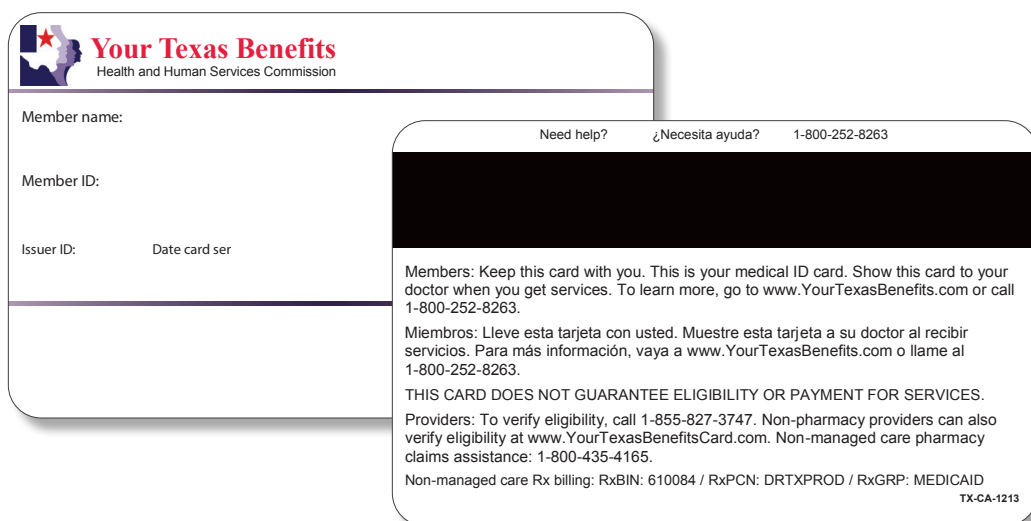 Your Texas Benefits
Health and Human Services Commission
Member name:
Member ID:
Issuer ID: Date card ser
Need help? ¿Necesita ayuda? 1-800-252-8263
Members: Keep this card with you. This is your medical ID card. Show this card to your
doctor when you get services. To learn more, go to www.YourTexasBenefits.com or call
1-800-252-8263.
Miembros: Lleve esta tarjeta con usted. Muestre esta tarjeta a su doctor al recibir
servicios. Para más información, vaya a www.YourTexasBenefits.com o llame al
1-800-252-8263.
THIS CARD DOES NOT GUARANTEE ELIGIBILITY OR PAYMENT FOR SERVICES.
Providers: To verify eligibility, call 1-855-827-3747. Non-pharmacy providers can also
verify eligibility at www.YourTexasBenefitsCard.com. Non-managed care pharmacy
claims assistance: 1-800-435-4165.
Non-managed care Rx billing: RxBIN: 610084 / RxPCN: DRTXPROD / RxGRP: MEDICAID
TX-CA-1213